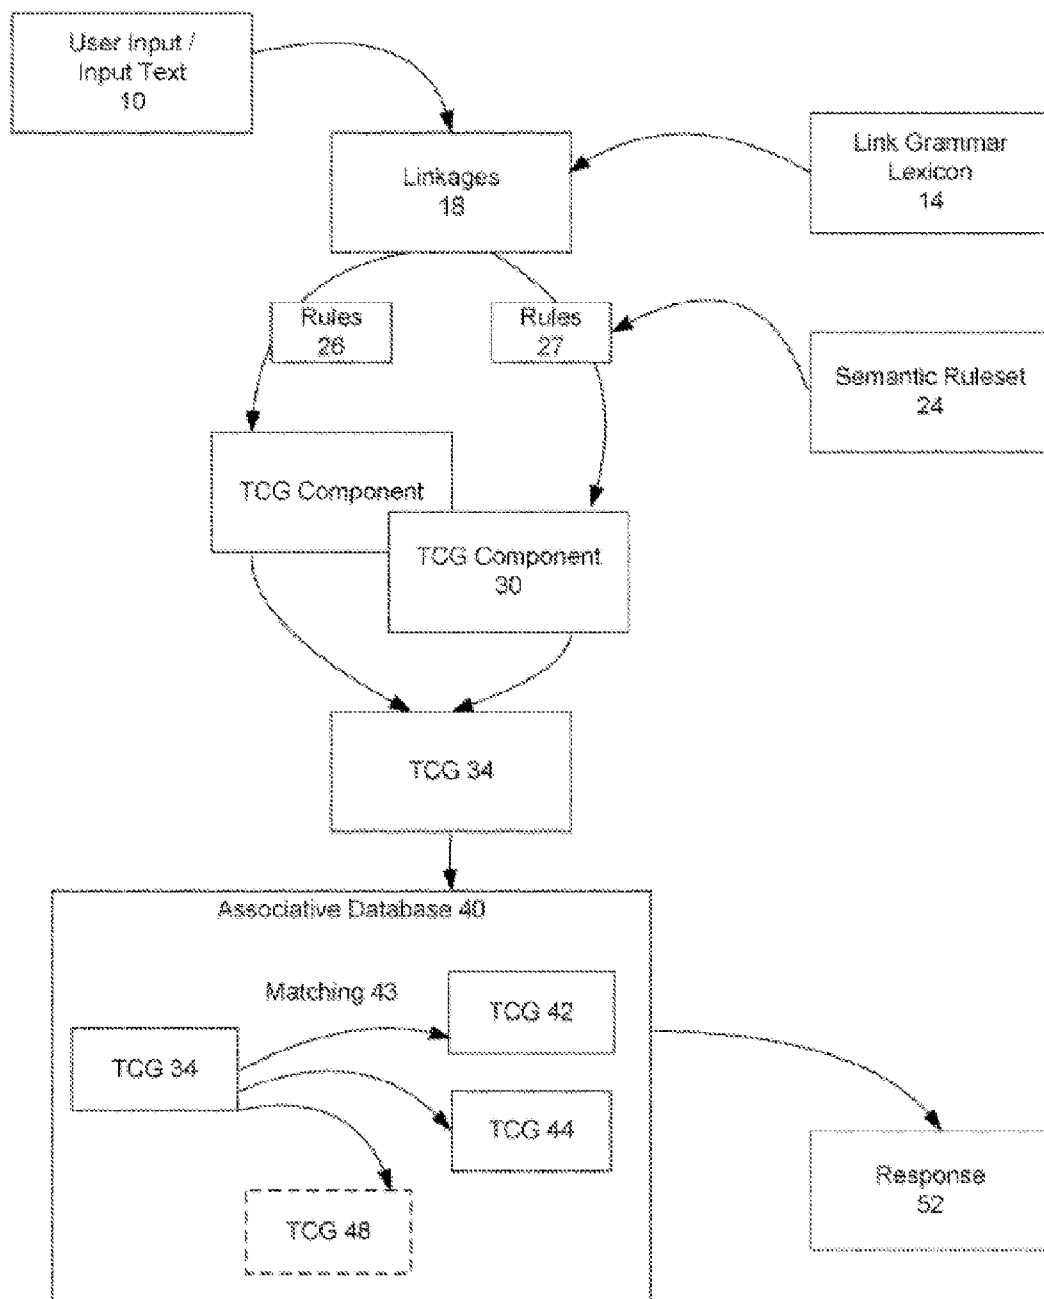 User Input /
Input Text
10
Linkages
18
Link Grammar
Lexicon
14
Rules
26
Rules
27
Semantic Ruleset
24
TCG Component
TCG Component
30
TCG 34
Associative Database 40
Matching 43
TCG 42
TCG 34
TCG 44
TCG 48
Response
52